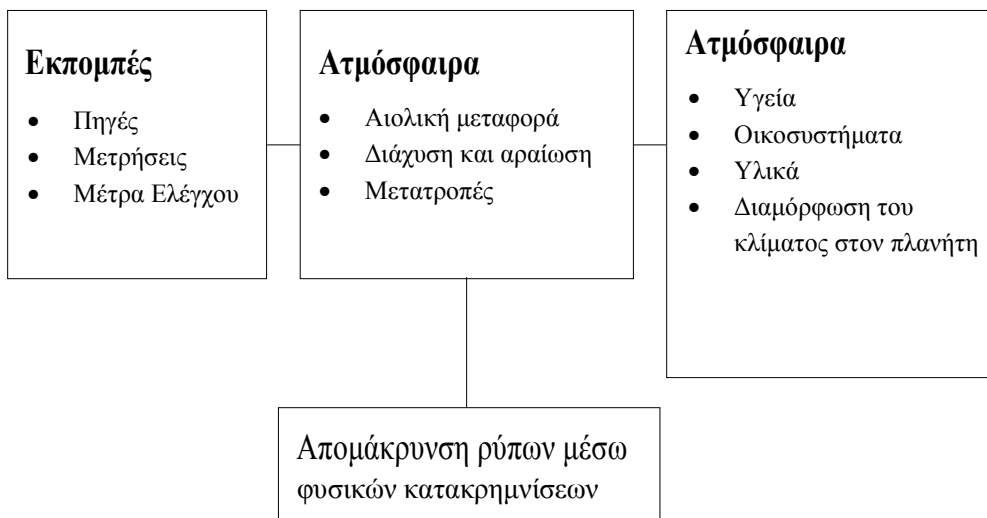 Εκπομπές
• Πηγές
• Μετρήσεις
• Μέτρα Ελέγχου
Ατμόσφαιρα
• Αιολική μεταφορά
• Διάχυση και αραίωση
• Μετατροπές
Ατμόσφαιρα
• Υγεία
• Οικοσυστήματα
• Υλικά
• Διαμόρφωση του
κλίματος στον πλανήτη
Απομάκρυνση ρύπων μέσω
φυσικών κατακρημνίσεων